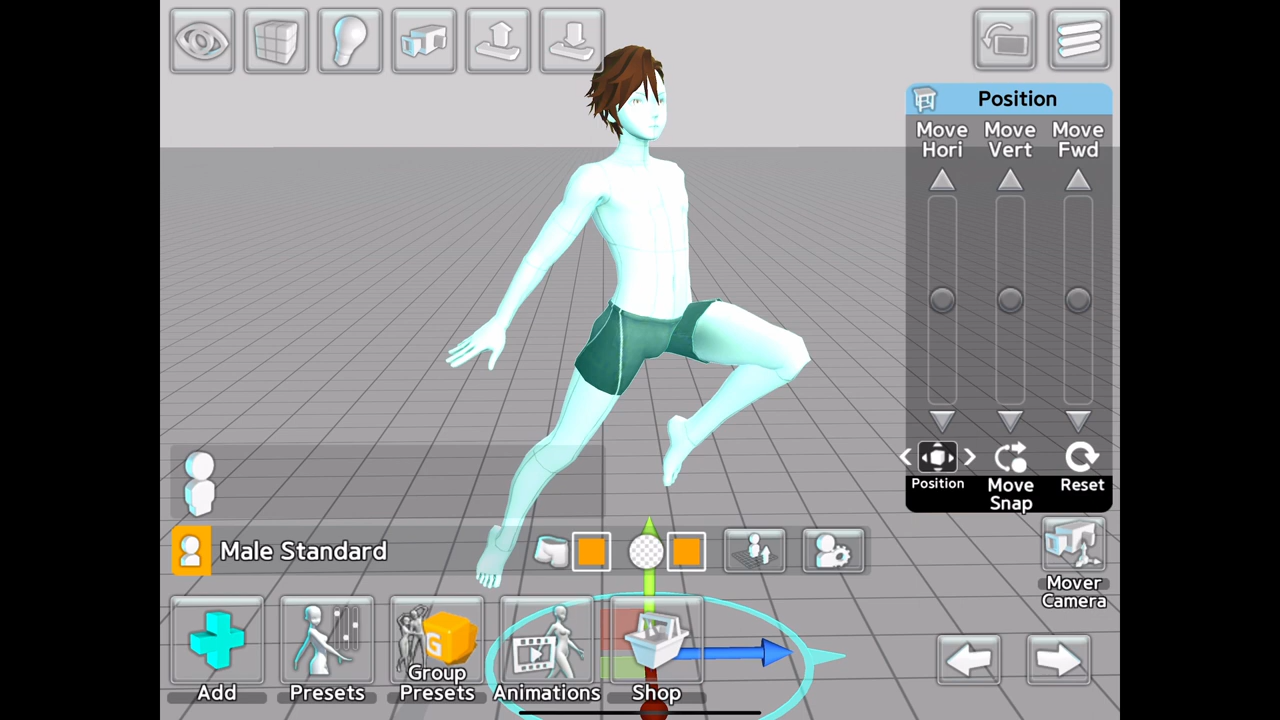 Position
Move Hori
Move Vert
Move Fwd
Position
Move Snap
Reset
Male Standard
Mover Camera
Add
Presets
G
Group Presets
Animations
Shop